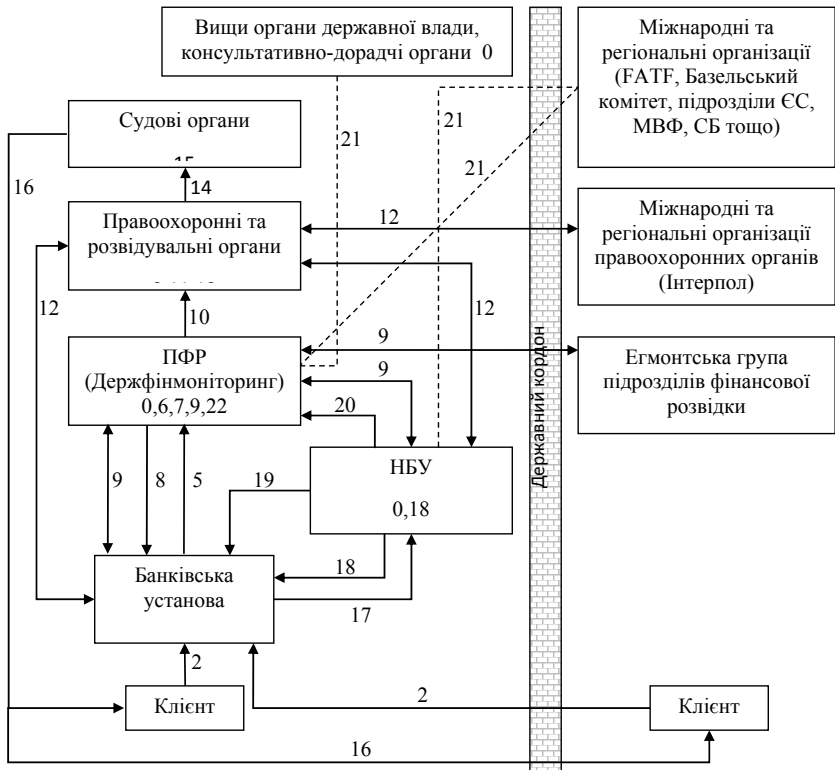 Вищи органи державної влади,
консультативно-дорадчі органи 0
Міжнародні та
регіональні організації
(FATF, Базельський
комітет, підрозділи ЄС,
МВФ, СБ тощо)
Судові органи
21
21
21
16
14
Правоохоронні та
розвідувальні органи
12
Міжнародні та
регіональні організації
правоохоронних органів
(Інтерпол)
12
10
12
ПФР
(Держфінмоніторинг)
0,6,7,9,22
9
9
20
Егмонтська група
підрозділів фінансової
розвідки
Державний кордон
9
8
5
19
НБУ
0,18
Банківська
установа
18
17
2
Клієнт
2
Клієнт
16